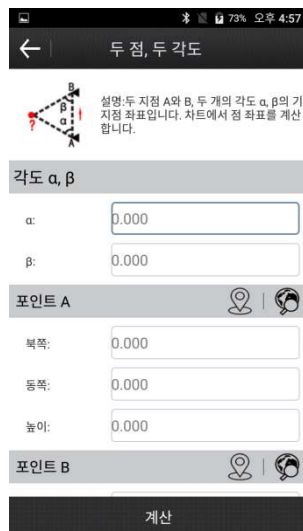 73% 오후 4:57
두 점, 두 각도
B
β
?
α
A
설명:두 지점 A와 B, 두 개의 각도 α, β의 기
지점 좌표입니다. 차트에서 점 좌표를 계산
합니다.
각도 α, β
α: 0.000
β: 0.000
포인트 A
북쪽: 0.000
동쪽: 0.000
높이: 0.000
포인트 B
계산